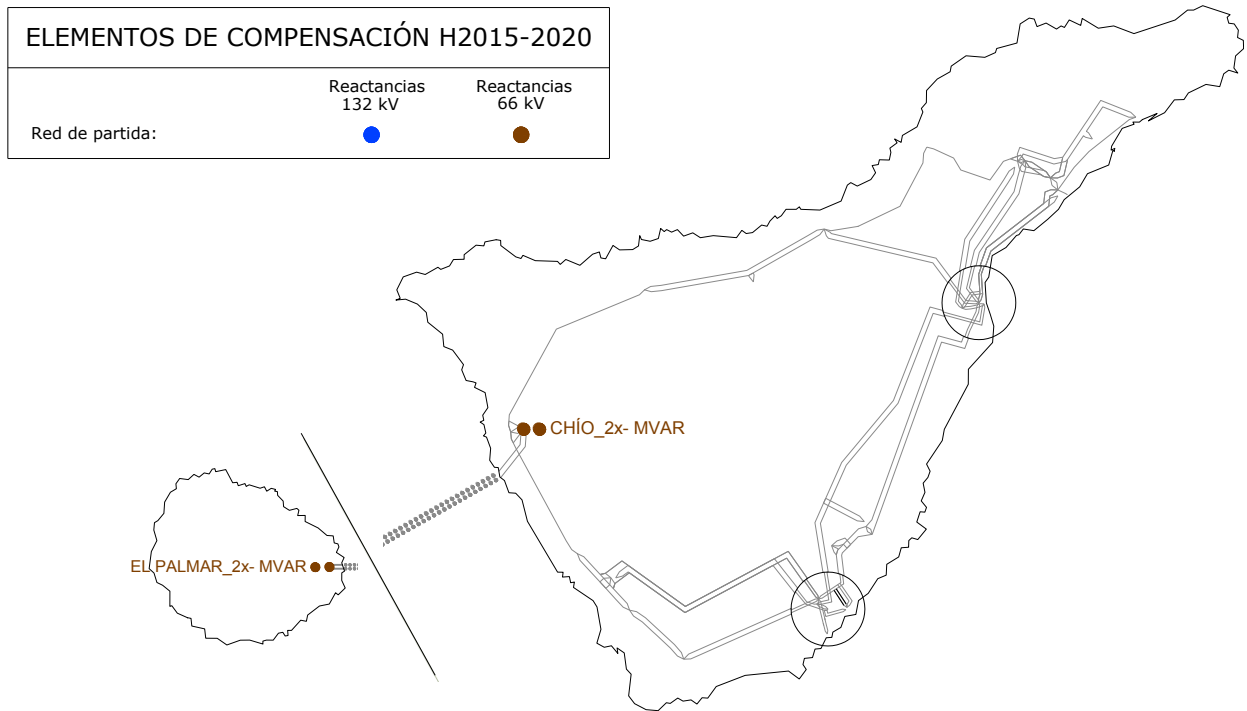 ELEMENTOS DE COMPENSACIÓN H2015-2020
Reactancias Reactancias
132 kV 66 kV
Red de partida:
CHÍO_2x- MVAR
EL PALMAR_2x- MVAR